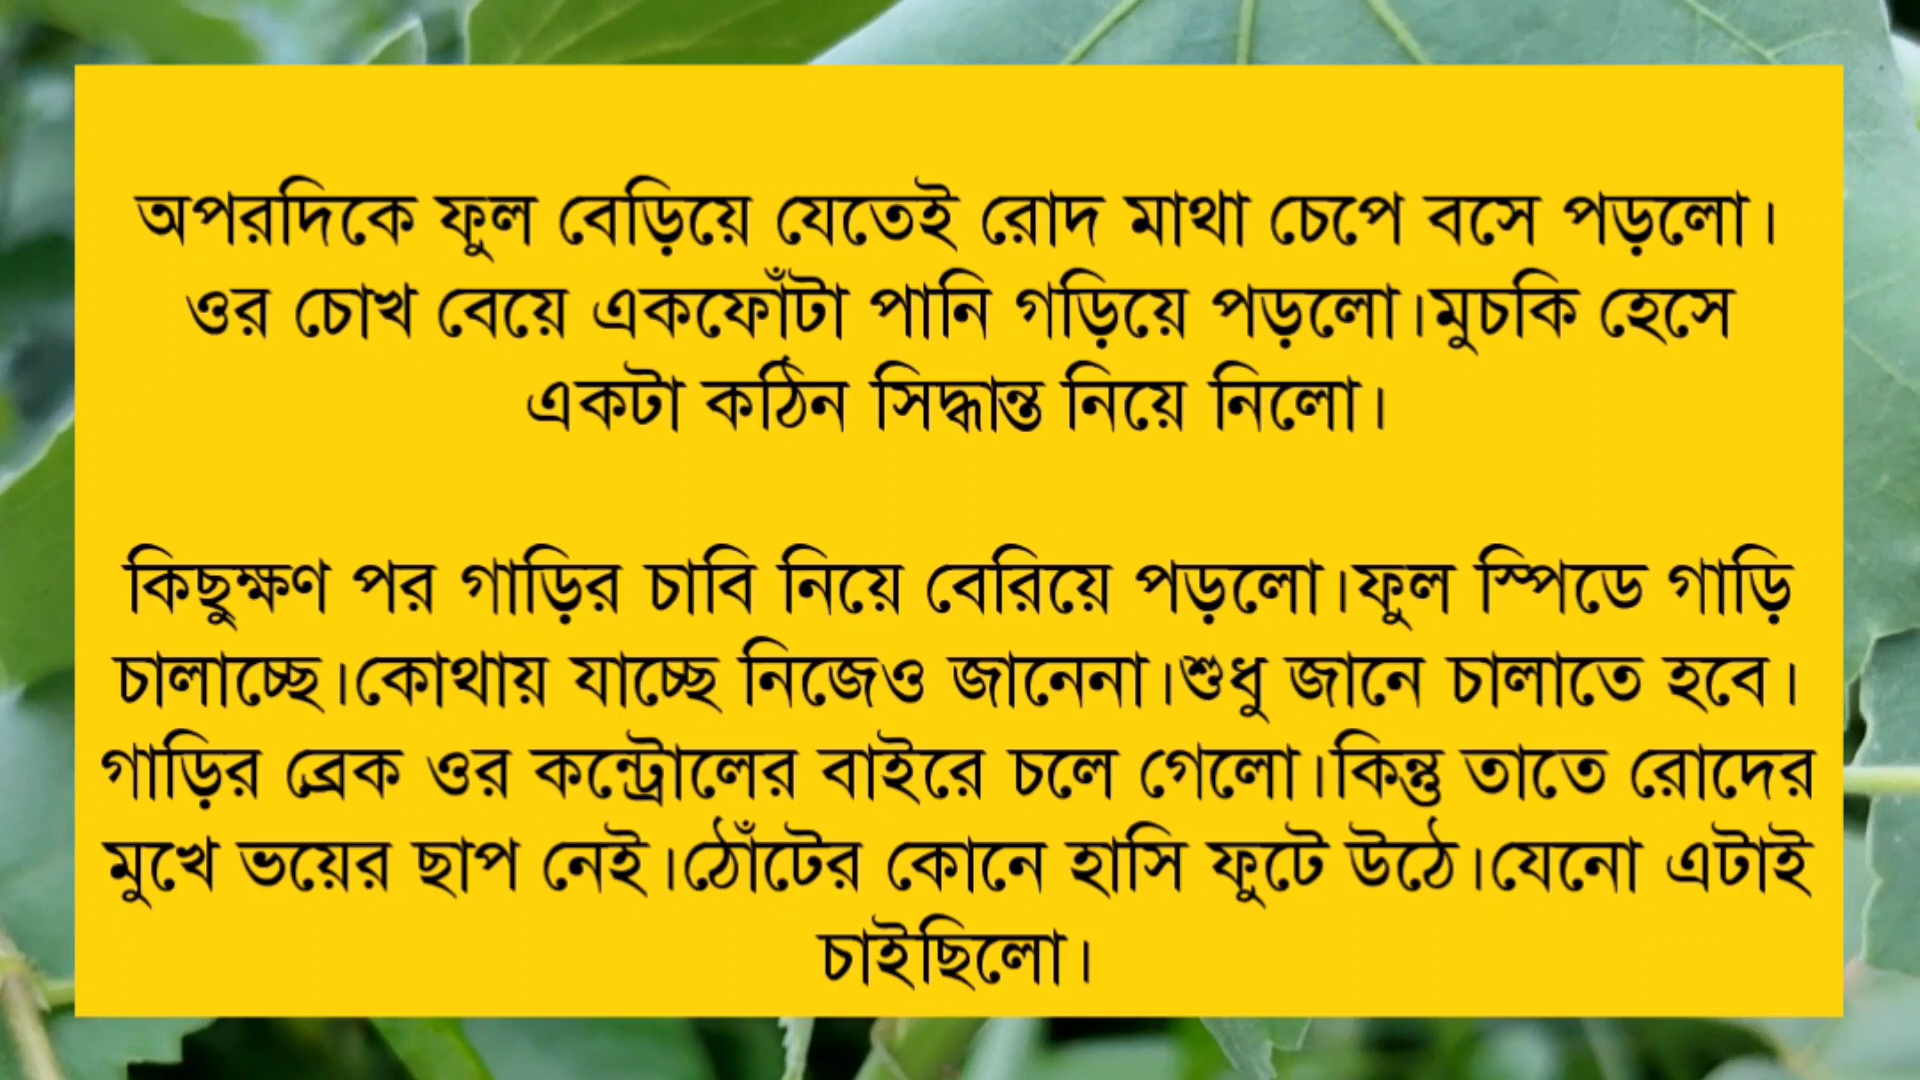 অপরদিকে ফুল বেড়িয়ে যেতেই রোদ মাথা চেপে বসে পড়লো।
ওর চোখ বেয়ে একফোঁটা পানি গড়িয়ে পড়লো।মুচকি হেসে
একটা কঠিন সিদ্ধান্ত নিয়ে নিলো।
কিছুক্ষণ পর গাড়ির চাবি নিয়ে বেরিয়ে পড়লো।ফুল স্পিডে গাড়ি
চালাচ্ছে।কোথায় যাচ্ছে নিজেও জানেনা।শুধু জানে চালাতে হবে।
গাড়ির ব্রেক ওর কন্ট্রোলের বাইরে চলে গেলো।কিন্তু তাতে রোদের
মুখে ভয়ের ছাপ নেই।ঠোঁটের কোনে হাসি ফুটে উঠে।যেনো এটাই
চাইছিলো।